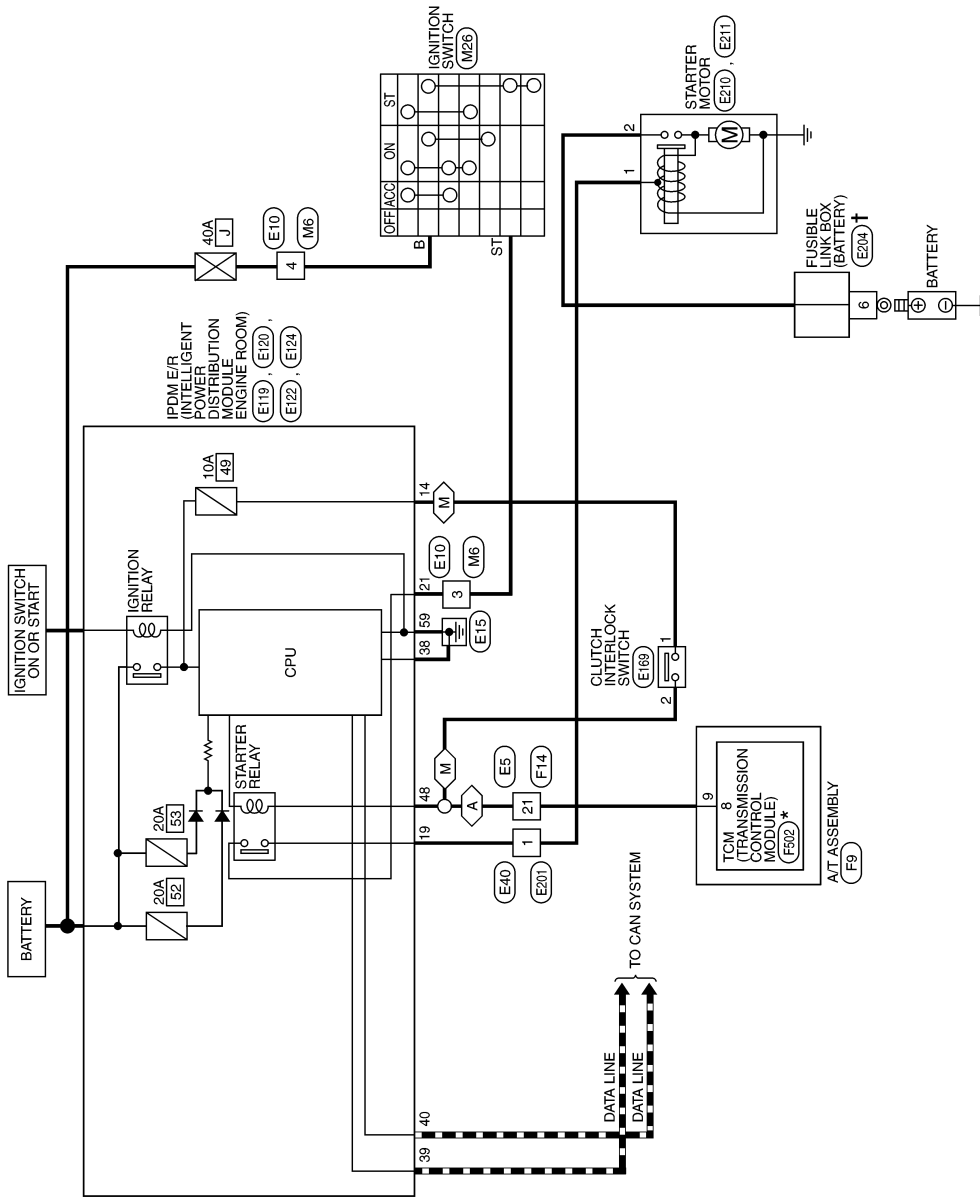 IGNITION SWITCH
ON OR START
BATTERY
40A
J
E10
4
M6
IGNITION
SWITCH
M26
OFF
ACC
ON
ST
B
ST
IPDM E/R
(INTELLIGENT
POWER
DISTRIBUTION
MODULE
ENGINE ROOM)
E119 , E120 ,
E122 , E124
20A
52
20A
53
IGNITION
RELAY
10A
49
CPU
STARTER
RELAY
39
40
19
48
38
59
21
14
E15
E10
3
M6
M
M
A
E40
1
E201
E5
21
F14
CLUTCH
INTERLOCK
SWITCH
E169
2
1
DATA LINE
DATA LINE
TO CAN SYSTEM
9
8
TCM
(TRANSMISSION
CONTROL
MODULE)
F502 *
A/T ASSEMBLY
F9
STARTER
MOTOR
E210 , E211
1
2
M
FUSIBLE
LINK BOX
(BATTERY)
E204 †
6
+
−
BATTERY